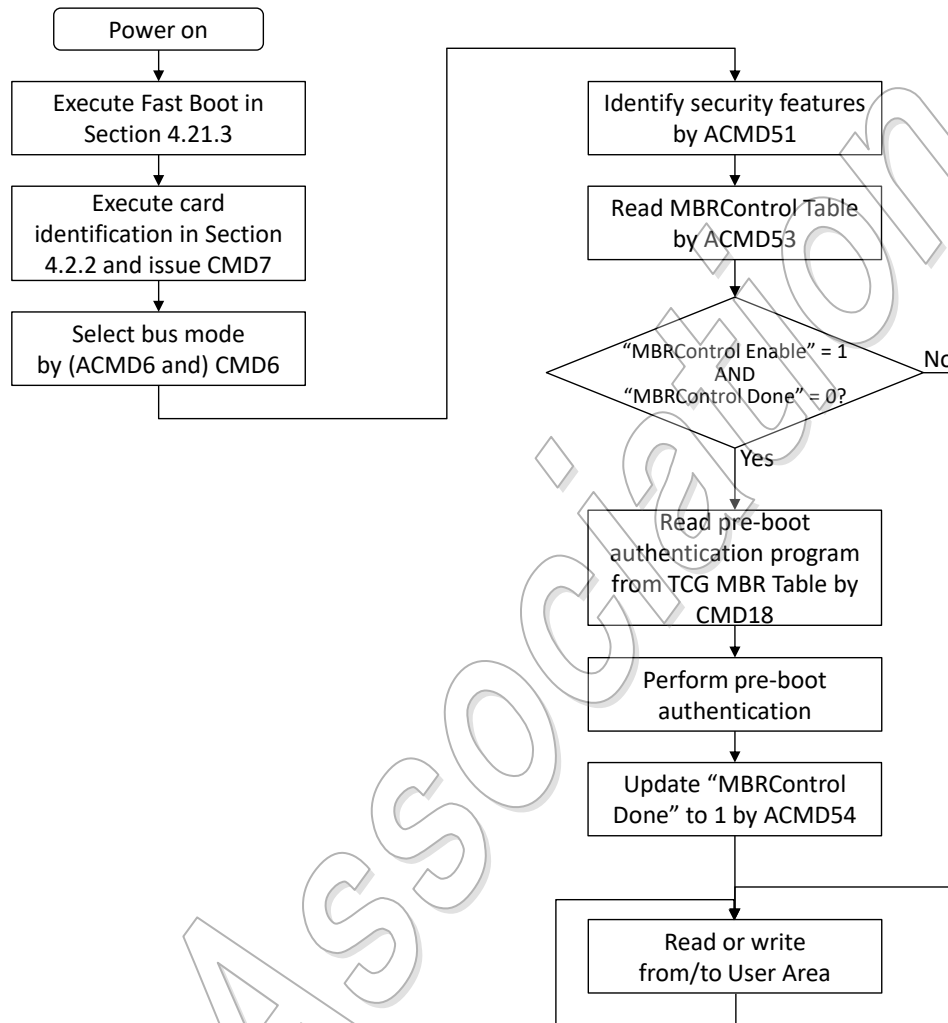 Power on
Execute Fast Boot in
Section 4.21.3
Execute card
identification in Section
4.2.2 and issue CMD7
Select bus mode
by (ACMD6 and) CMD6
Identify security features
by ACMD51
Read MBRControl Table
by ACMD53
“MBRControl Enable” = 1
AND
“MBRControl Done” = 0?
No
Yes
Read pre-boot
authentication program
from TCG MBR Table by
CMD18
Perform pre-boot
authentication
Update “MBRControl
Done” to 1 by ACMD54
Read or write
from/to User Area
Association